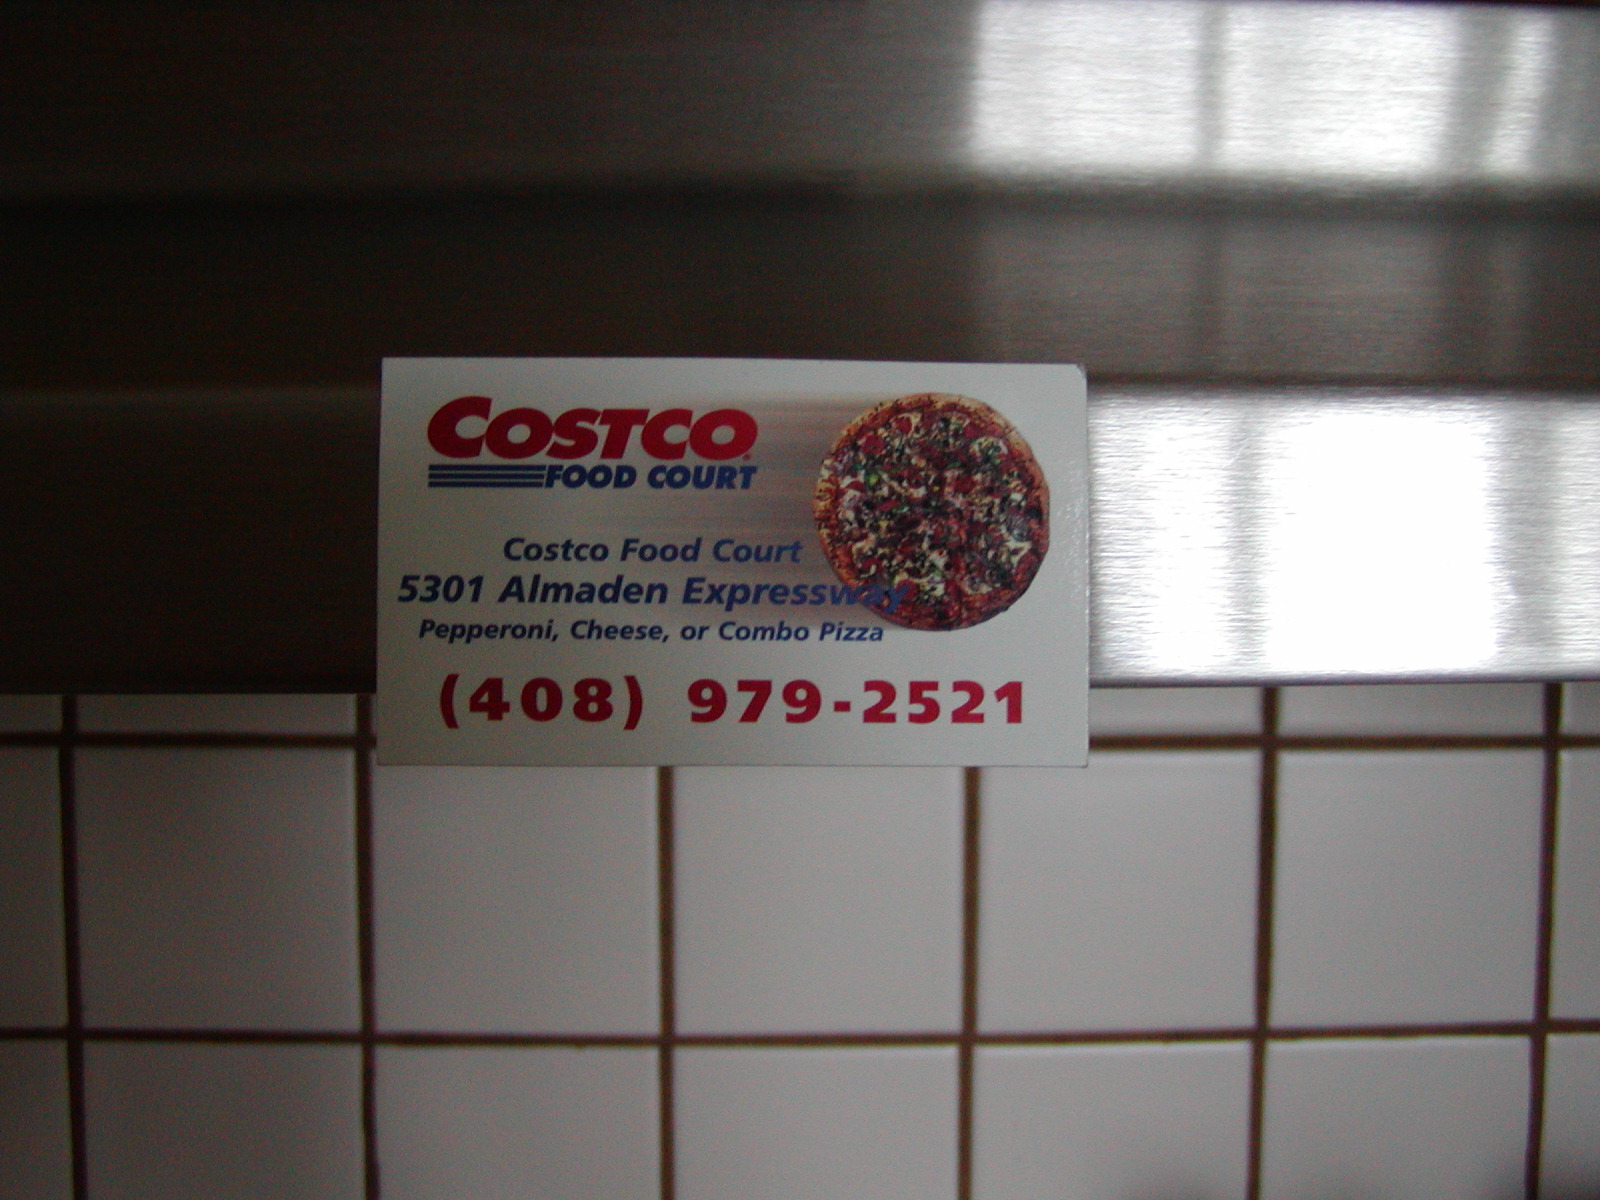 COSTCO
FOOD COURT
Costco Food Court
5301 Almaden Expressway
Pepperoni, Cheese, or Combo Pizza
(408) 979-2521